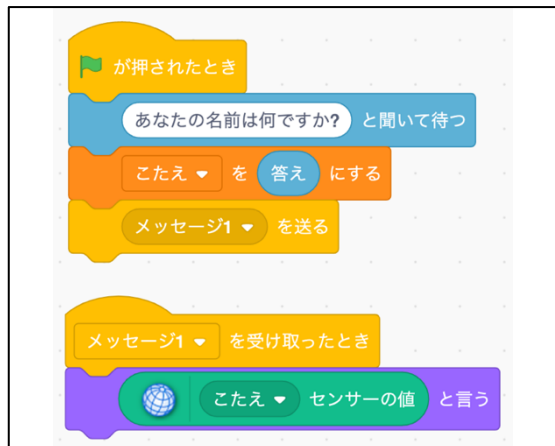 が押されたとき
あなたの名前は何ですか? と聞いて待つ
こたえ を 答え にする
メッセージ1 を送る
メッセージ1 を受け取ったとき
こたえ センサーの値 と言う